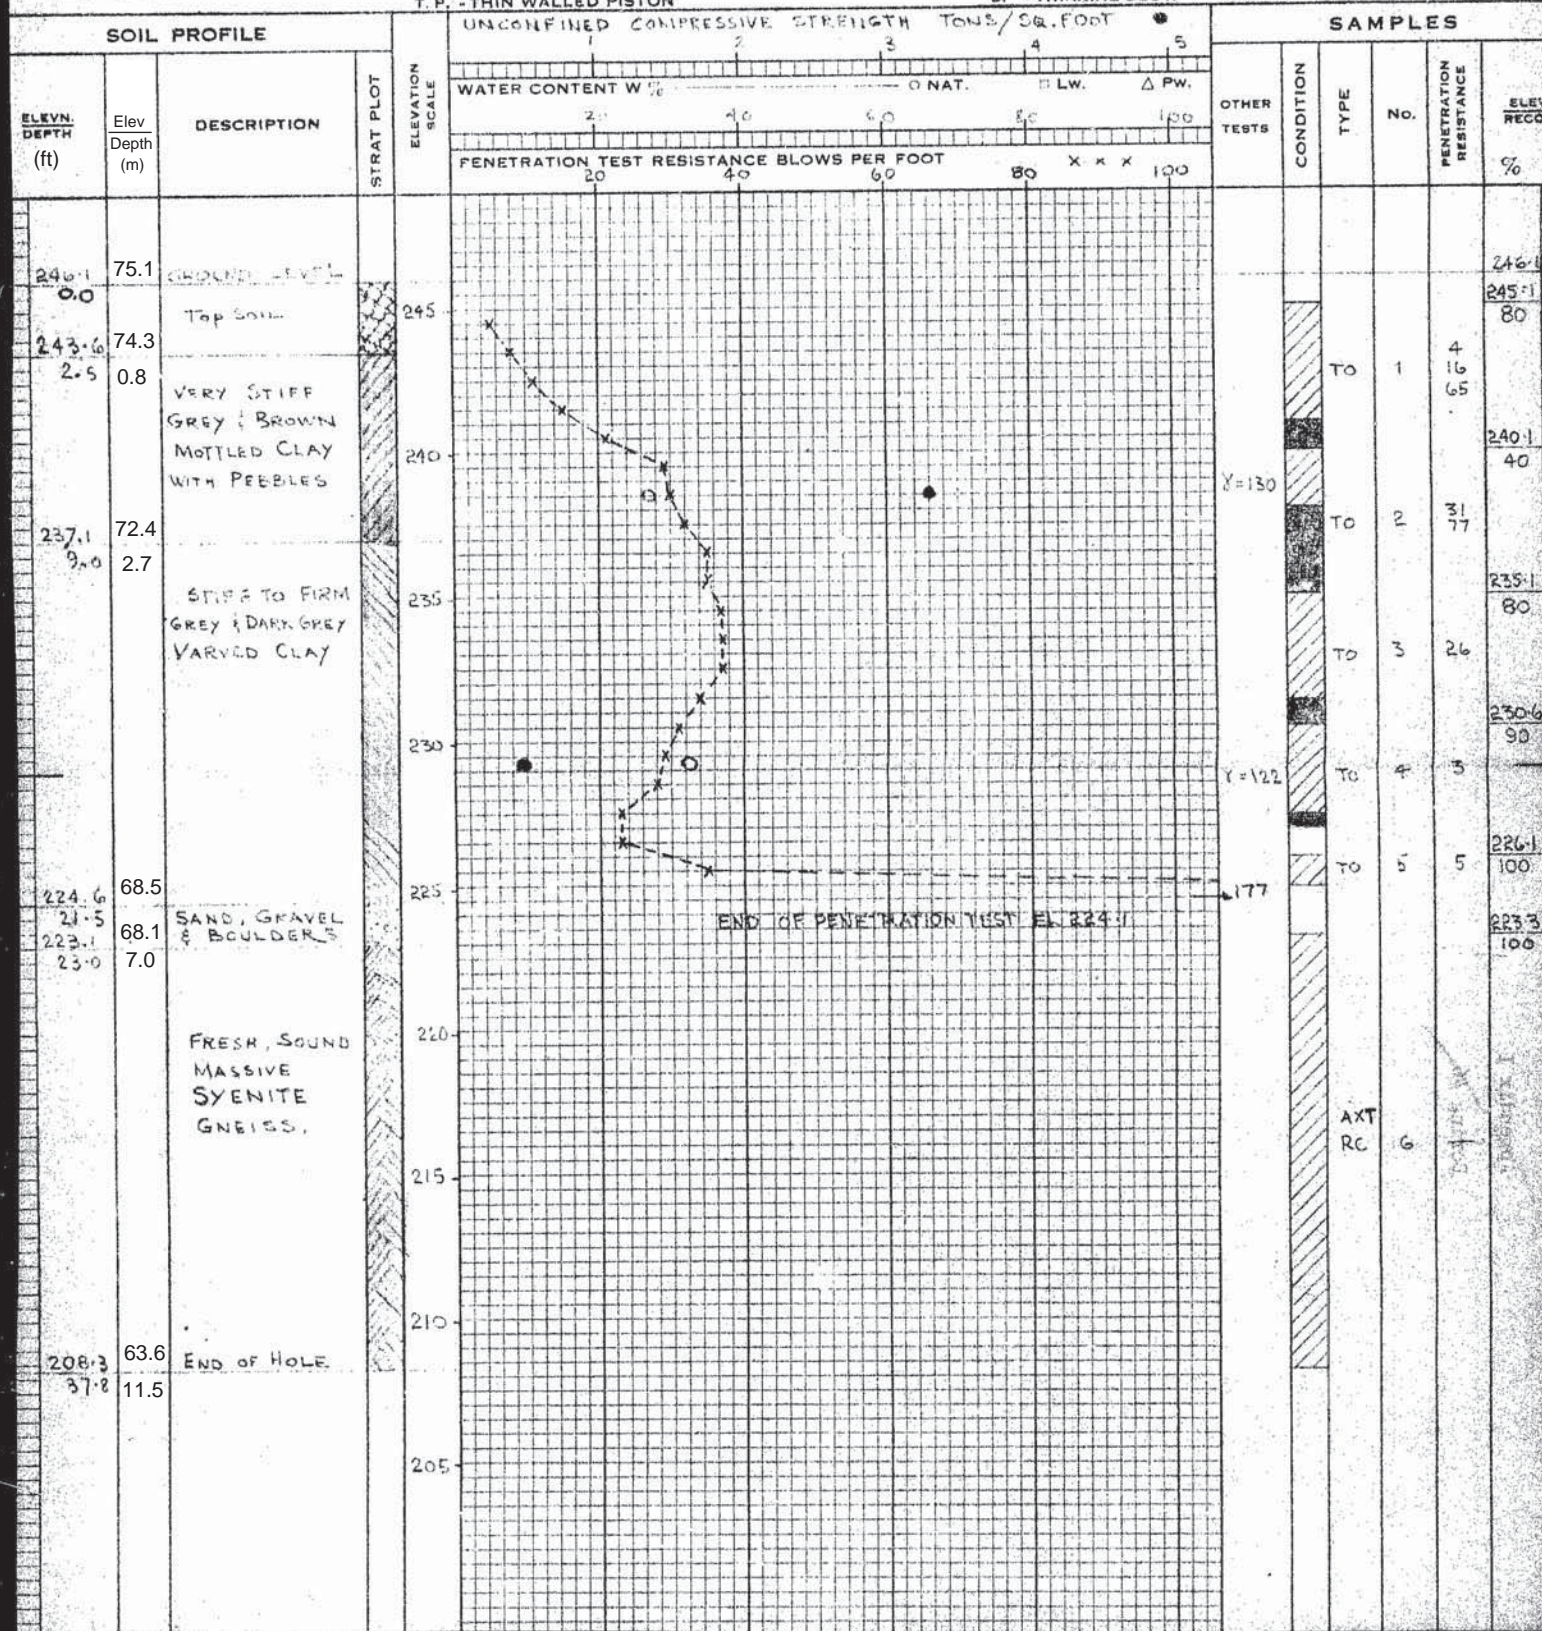 T. P. - THIN WALLED PISTON
UNCONFINED COMPRESSIVE STRENGTH TONS/SQ.FOOT ●
1 2 3 4 5
WATER CONTENT W % O NAT. □ LW. △ PW.
20 40 60 80 100
PENETRATION TEST RESISTANCE BLOWS PER FOOT X X X
20 40 60 80 100
SOIL PROFILE
ELEVN.
DEPTH
(ft)
Elev
Depth
(m)
DESCRIPTION
STRAT PLOT
ELEVATION SCALE
SAMPLES
OTHER
TESTS
CONDITION
TYPE
No.
PENETRATION RESISTANCE
%
246.1 75.1 GROUND LEVEL
0.0
TOP SOIL
243.6 74.3
2.5 0.8
VERY STIFF
GREY & BROWN
MOTTLED CLAY
WITH PEBBLES
237.1 72.4
9.0 2.7
STIFF TO FIRM
GREY & DARK GREY
VARVED CLAY
224.6 68.5
21.5
SAND, GRAVEL
& BOULDERS
223.1 68.1
23.0 7.0
FRESH, SOUND
MASSIVE
SYENITE
GNEISS.
208.3 63.6 END OF HOLE
37.8 11.5
245
240
235
230
225
220
215
210
205
177
END OF PENETRATION TEST EL. 224.1
γ=130
γ=122
TO 1 4
16
65
TO 2 31
77
TO 3 26
TO 4 3
TO 5 5
AXT
RC 6 —
246.1
245.1
80
240.1
40
235.1
80
230.6
90
226.1
100
223.3
100